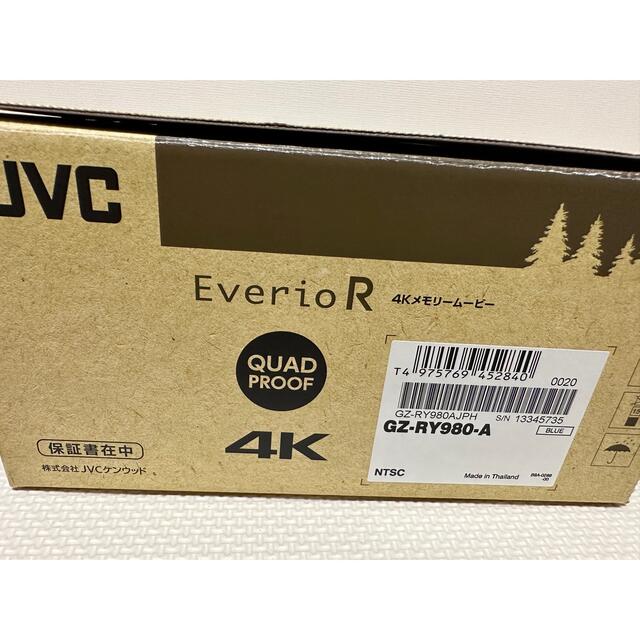 JVC
Everio R 4Kメモリームービー
QUAD
PROOF
4K
保証書在中
株式会社JVCケンウッド
T4 975769 452840 0020
GZ-RY980AJPH S/N 13345735
GZ-RY980-A BLUE
NTSC Made in Thailand